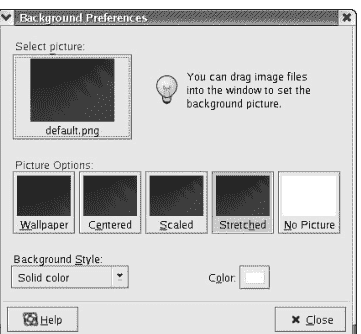 Background Preferences
Select picture:
default.png
You can drag image files
into the window to set the
background picture.
Picture Options:
Wallpaper
Centered
Scaled
Stretched
No Picture
Background Style:
Solid color
Color:
Help
Close